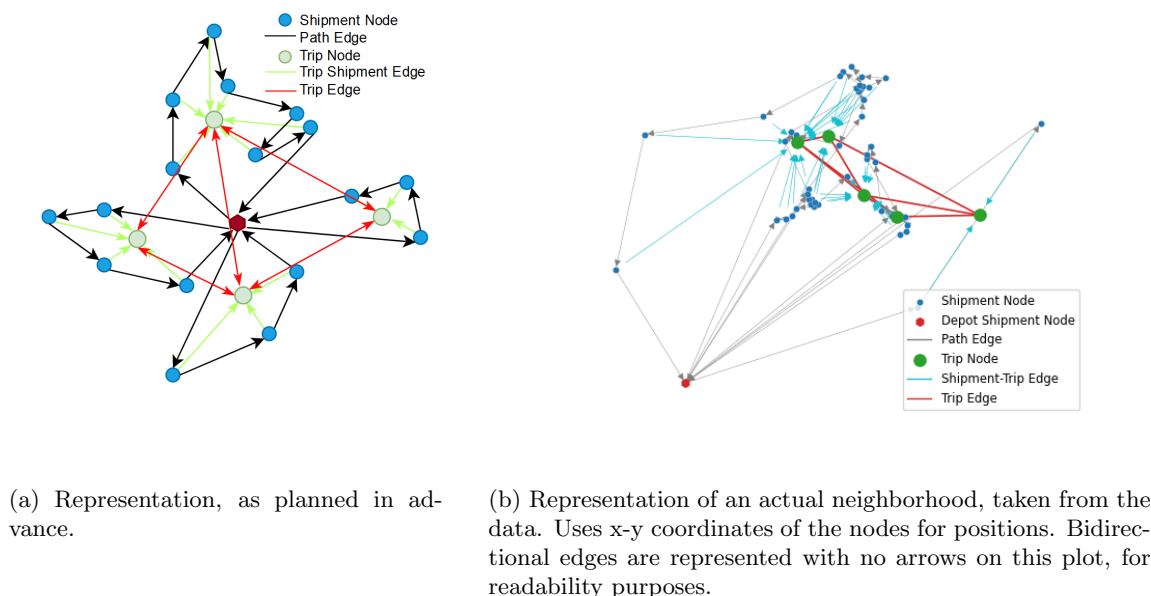 Shipment Node
Path Edge
Trip Node
Trip Shipment Edge
Trip Edge
Shipment Node
Depot Shipment Node
Path Edge
Trip Node
Shipment-Trip Edge
Trip Edge
(a) Representation, as planned in ad-
vance.
(b) Representation of an actual neighborhood, taken from the
data. Uses x-y coordinates of the nodes for positions. Bidirec-
tional edges are represented with no arrows on this plot, for
readability purposes.